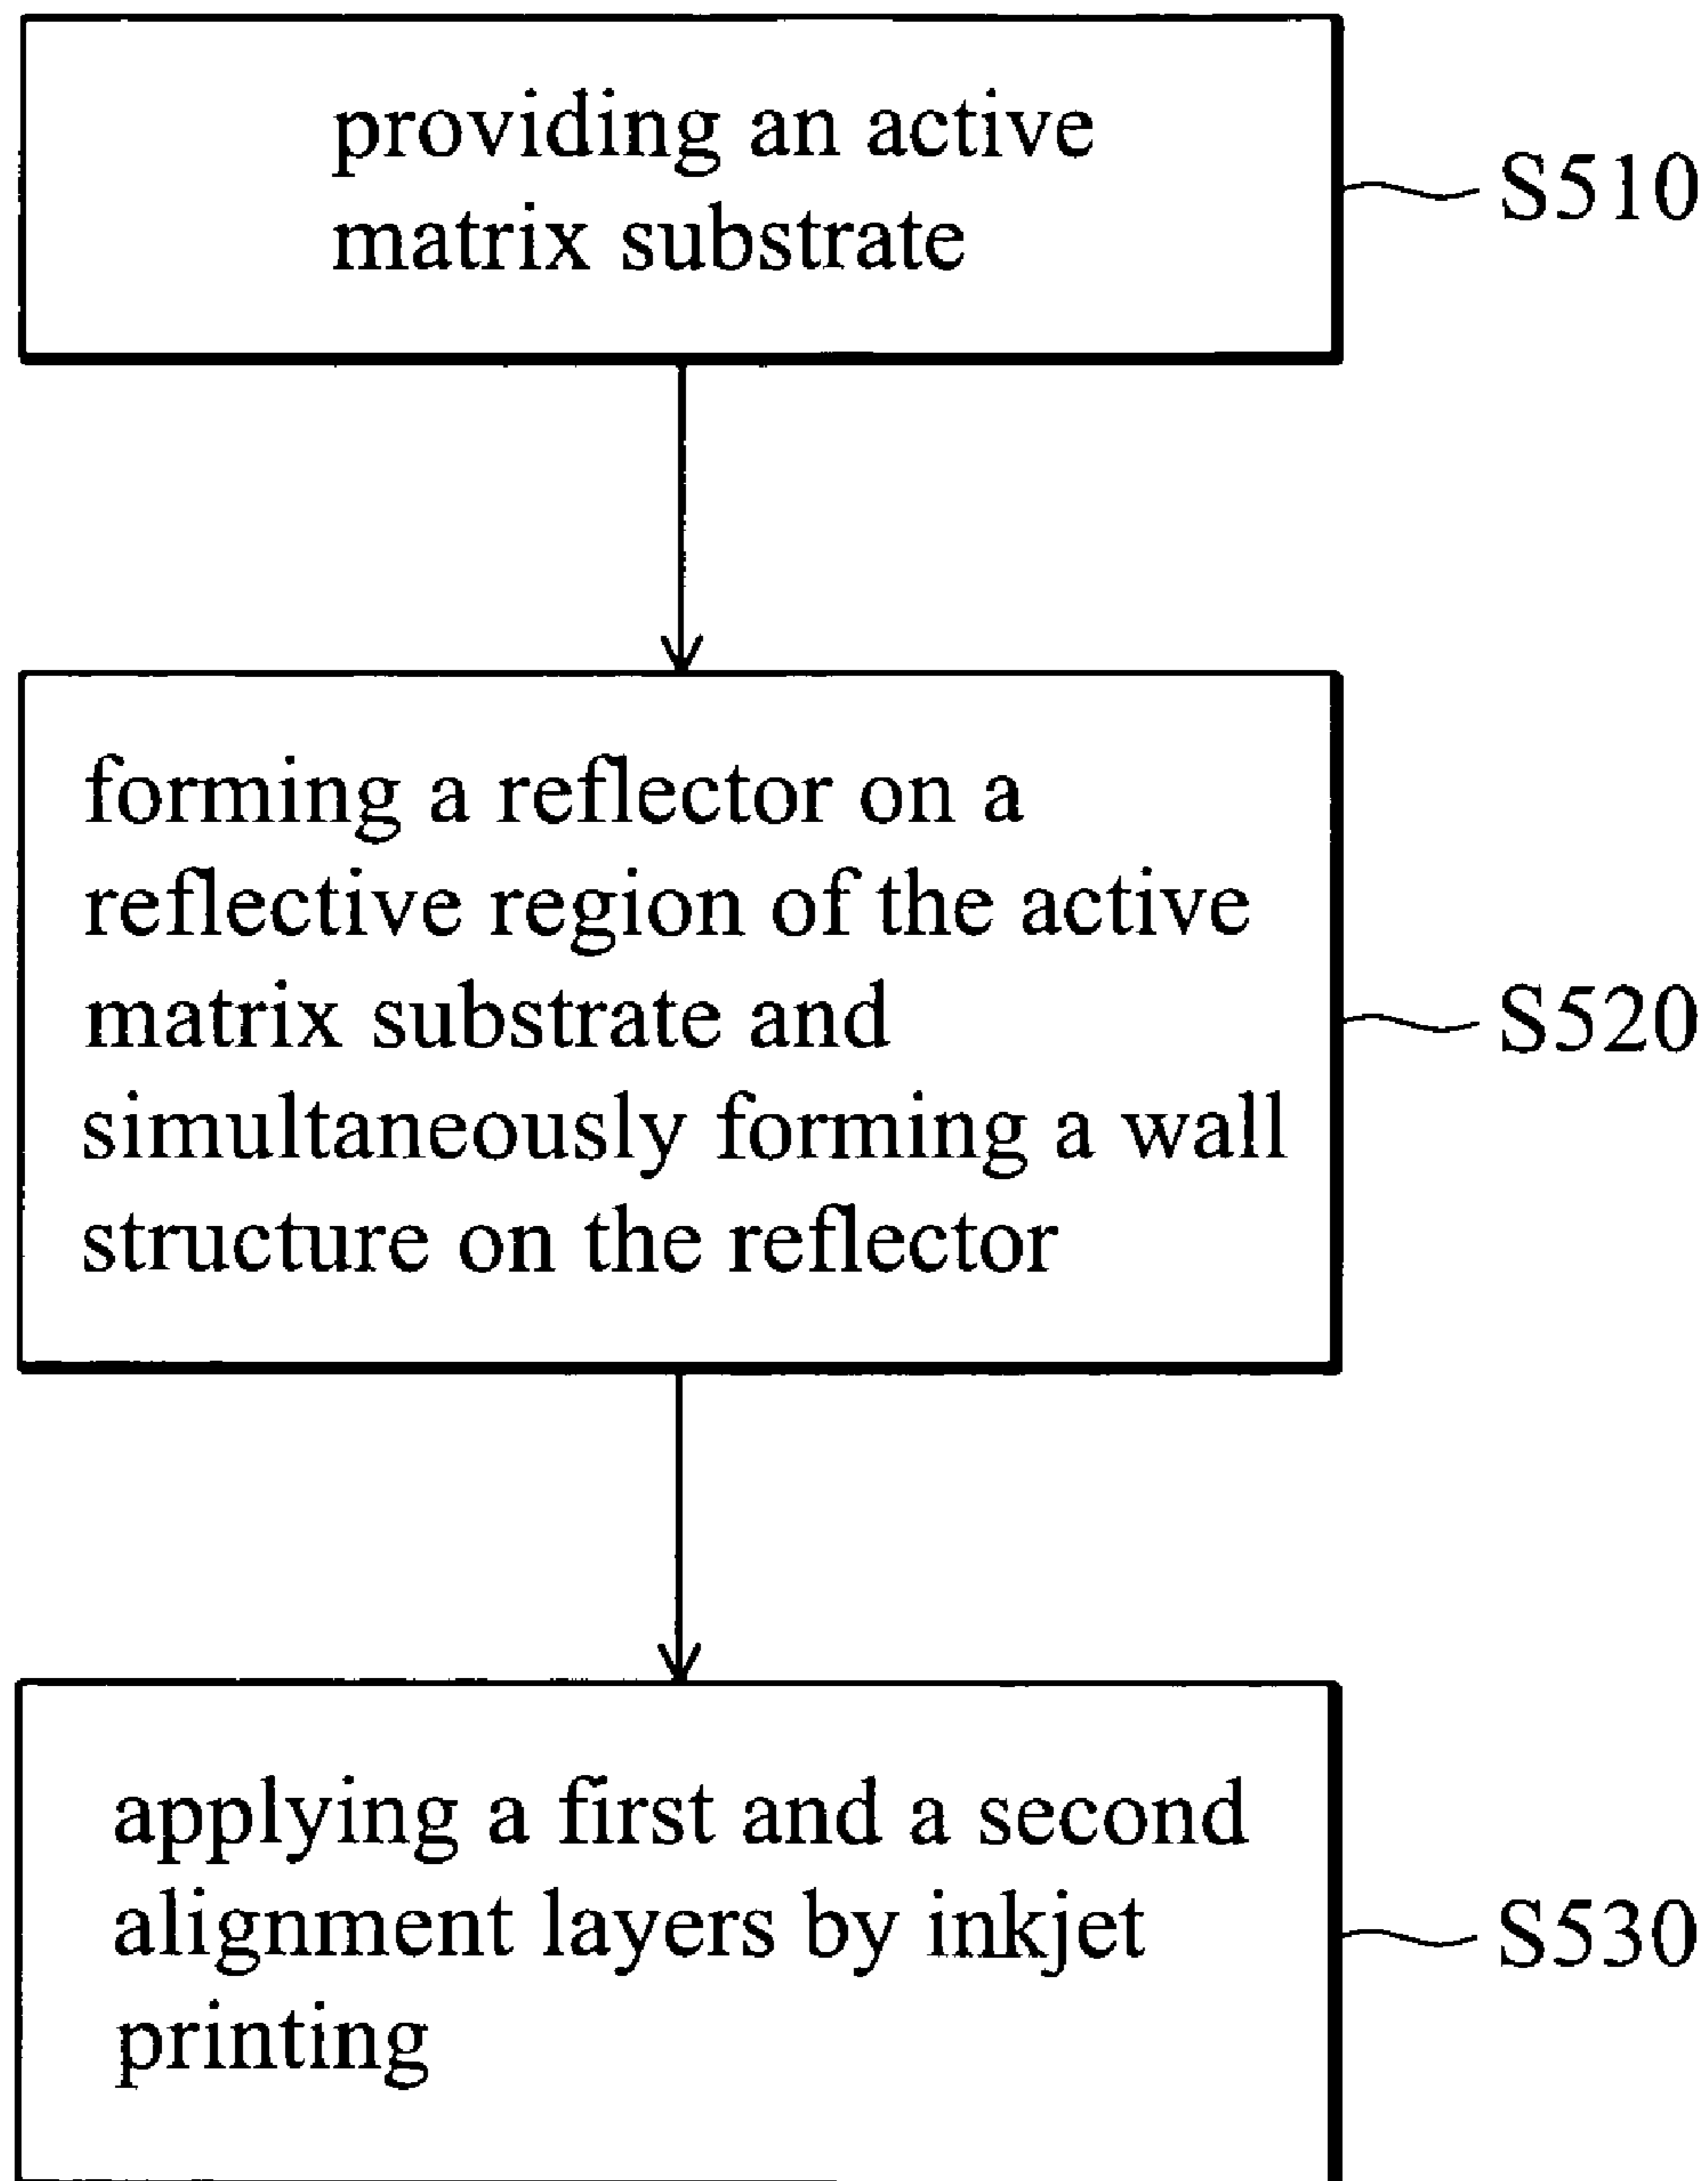 providing an active
matrix substrate
S510
forming a reflector on a
reflective region of the active
matrix substrate and
simultaneously forming a wall
structure on the reflector
S520
applying a first and a second
alignment layers by inkjet
printing
S530